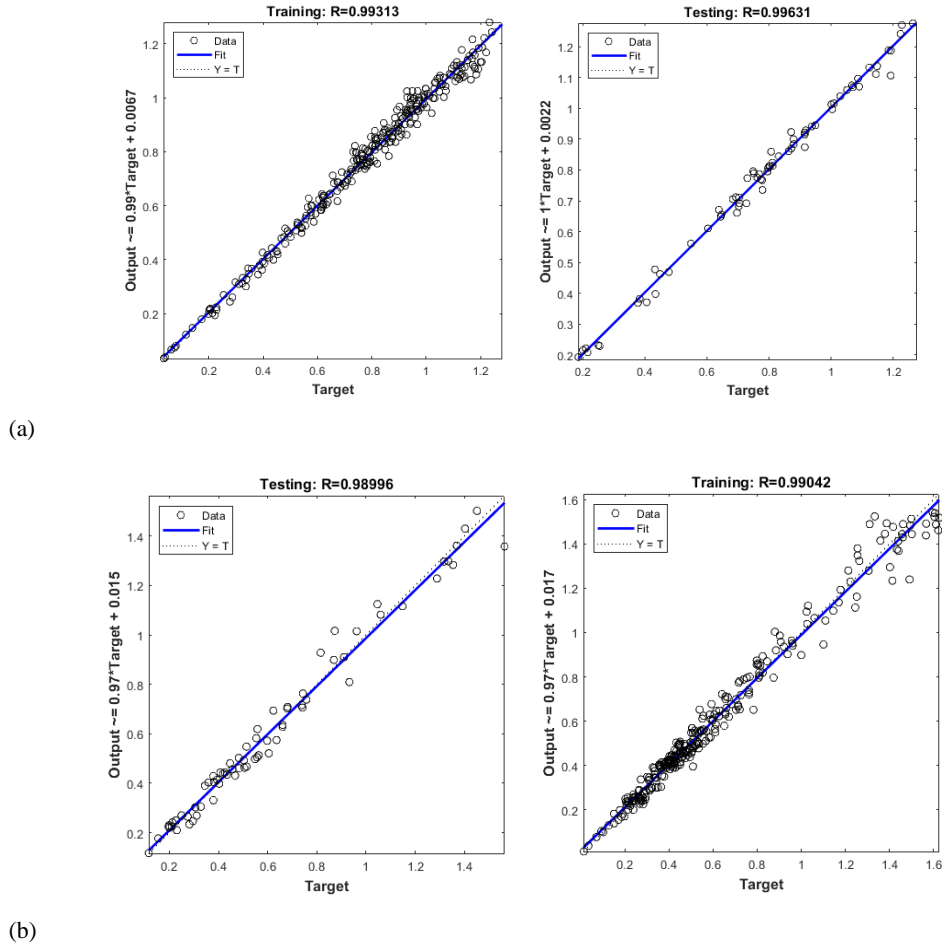 Training: R=0.99313
Data
Fit
Y = T
Output ~= 0.99*Target + 0.0067
1.2
1
0.8
0.6
0.4
0.2
0.2
0.4
0.6
0.8
1
1.2
Target
Testing: R=0.99631
Data
Fit
Y = T
Output ~= 1*Target + 0.0022
1.2
1.1
1
0.9
0.8
0.7
0.6
0.5
0.4
0.3
0.2
0.2
0.4
0.6
0.8
1
1.2
Target
(a)
Testing: R=0.98996
Data
Fit
Y = T
Output ~= 0.97*Target + 0.015
1.4
1.2
1
0.8
0.6
0.4
0.2
0.2
0.4
0.6
0.8
1
1.2
1.4
Target
Training: R=0.99042
Data
Fit
Y = T
Output ~= 0.97*Target + 0.017
1.6
1.4
1.2
1
0.8
0.6
0.4
0.2
0.2
0.4
0.6
0.8
1
1.2
1.4
1.6
Target
(b)